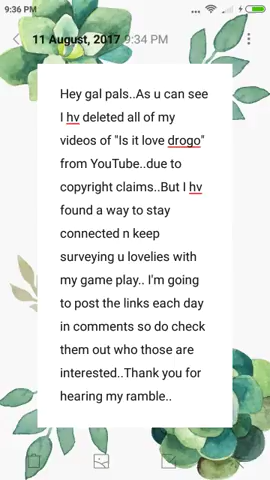 9:36 PM
11 August, 2017 9:34 PM
Hey gal pals..As u can see
I hv deleted all of my
videos of "Is it love drogo"
from YouTube..due to
copyright claims..But I hv
found a way to stay
connected n keep
surveying u lovelies with
my game play.. I'm going
to post the links each day
in comments so do check
them out who those are
interested..Thank you for
hearing my ramble..